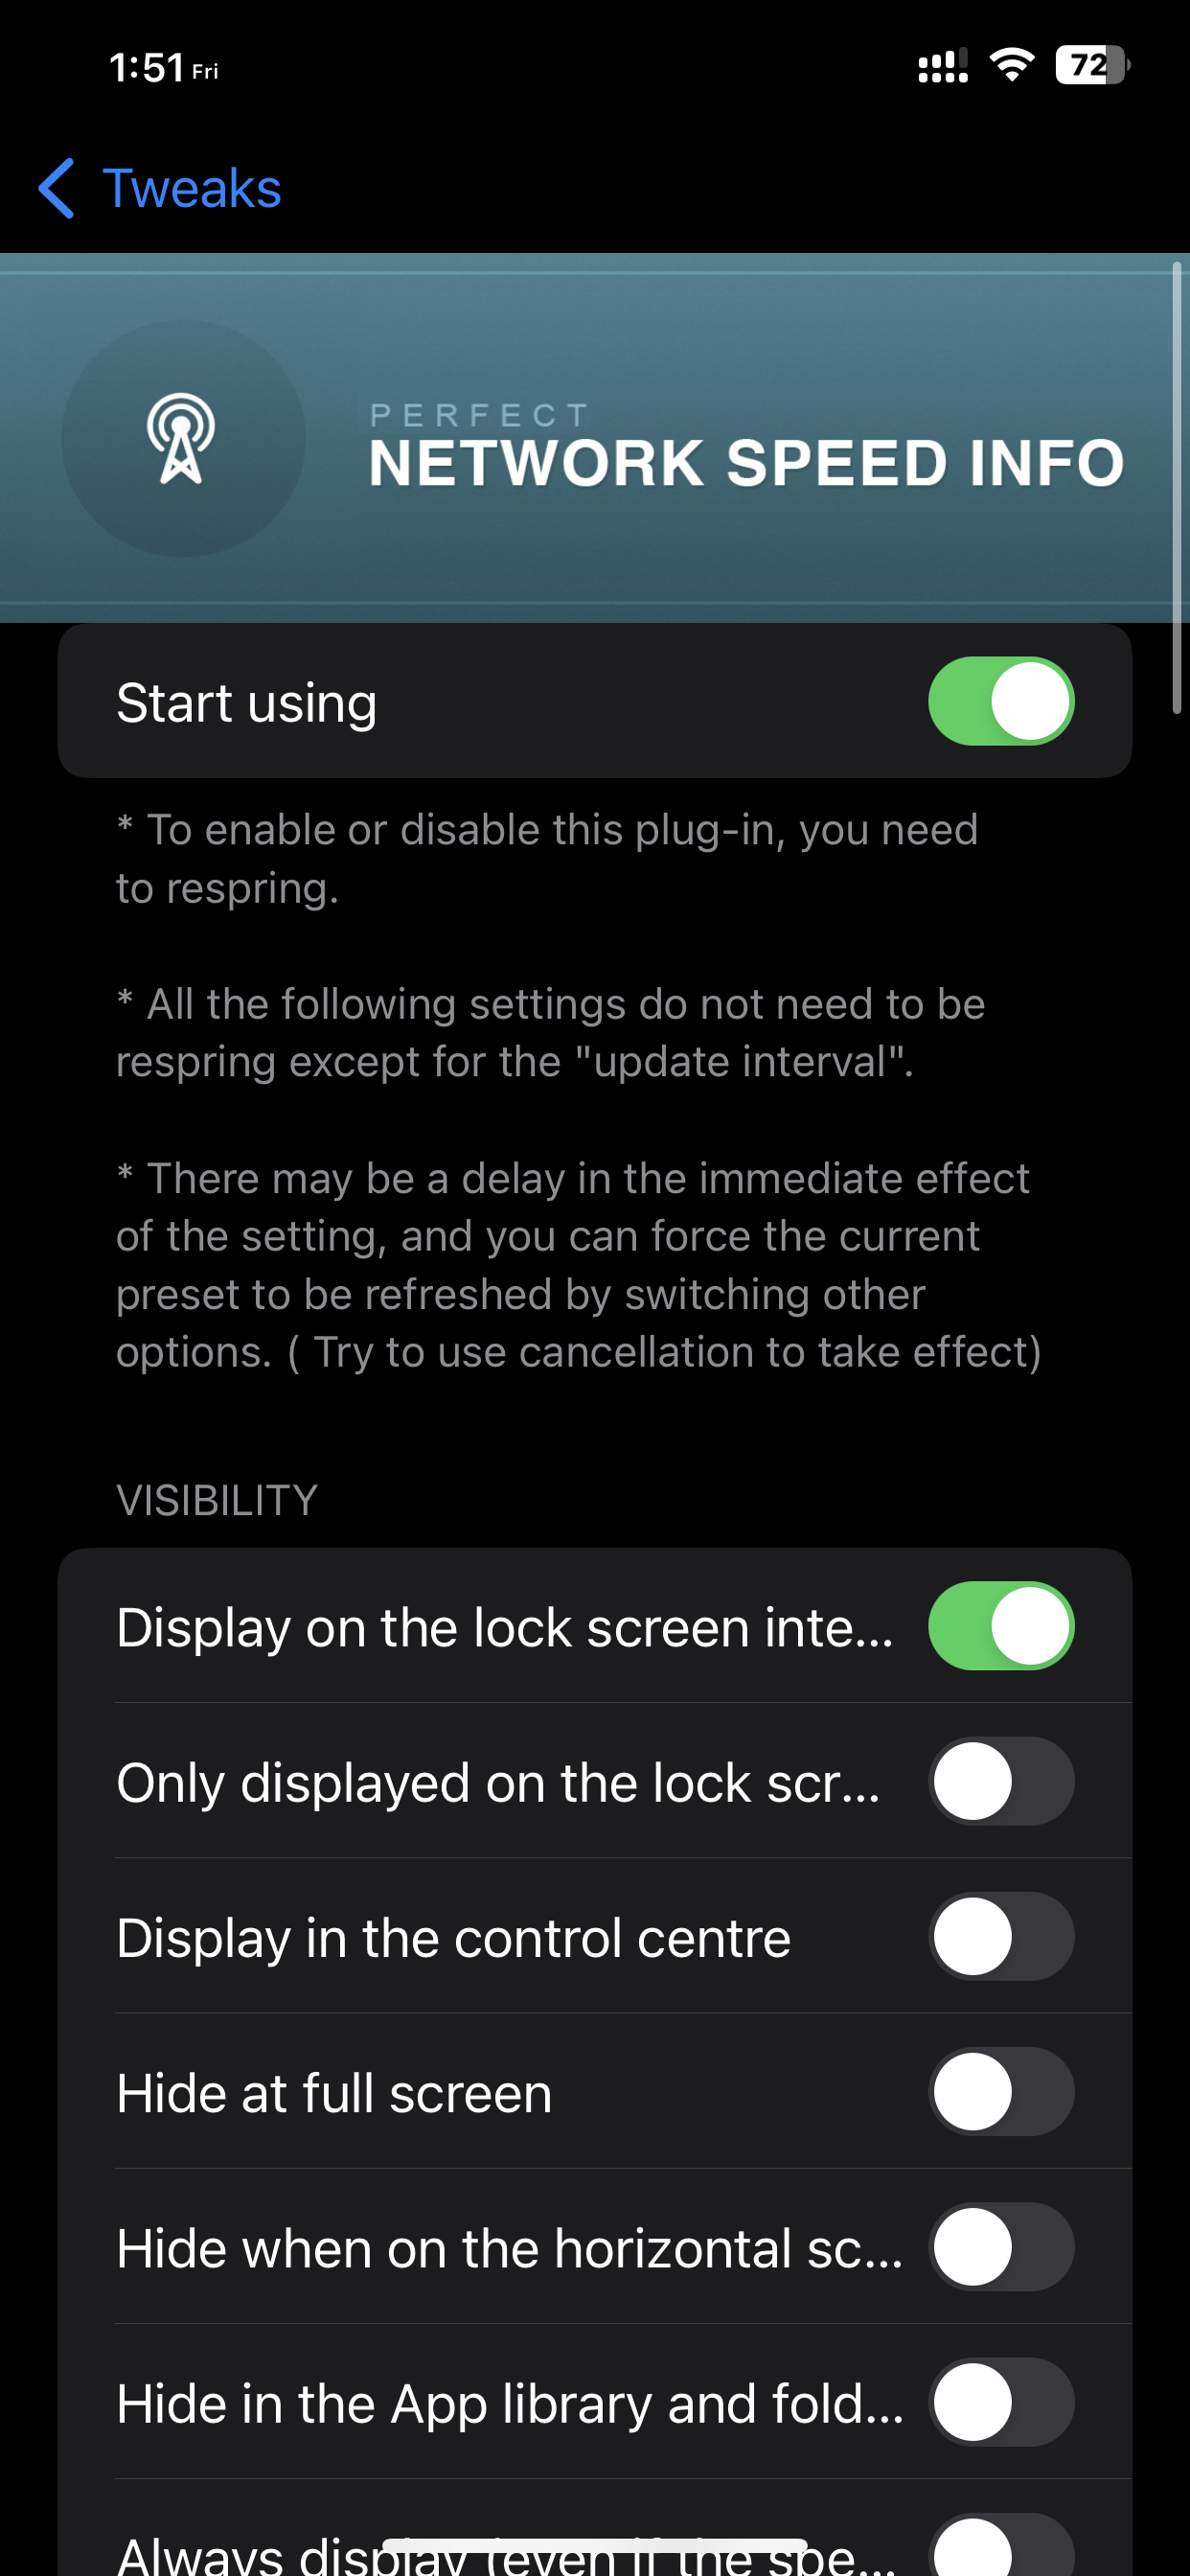 1:51 Fri
72
Tweaks
PERFECT
NETWORK SPEED INFO
Start using
* To enable or disable this plug-in, you need
to respring.
* All the following settings do not need to be
respring except for the "update interval".
* There may be a delay in the immediate effect
of the setting, and you can force the current
preset to be refreshed by switching other
options. ( Try to use cancellation to take effect)
VISIBILITY
Display on the lock screen inte...
Only displayed on the lock scr...
Display in the control centre
Hide at full screen
Hide when on the horizontal sc...
Hide in the App library and fold...
Always display (even if the spe...